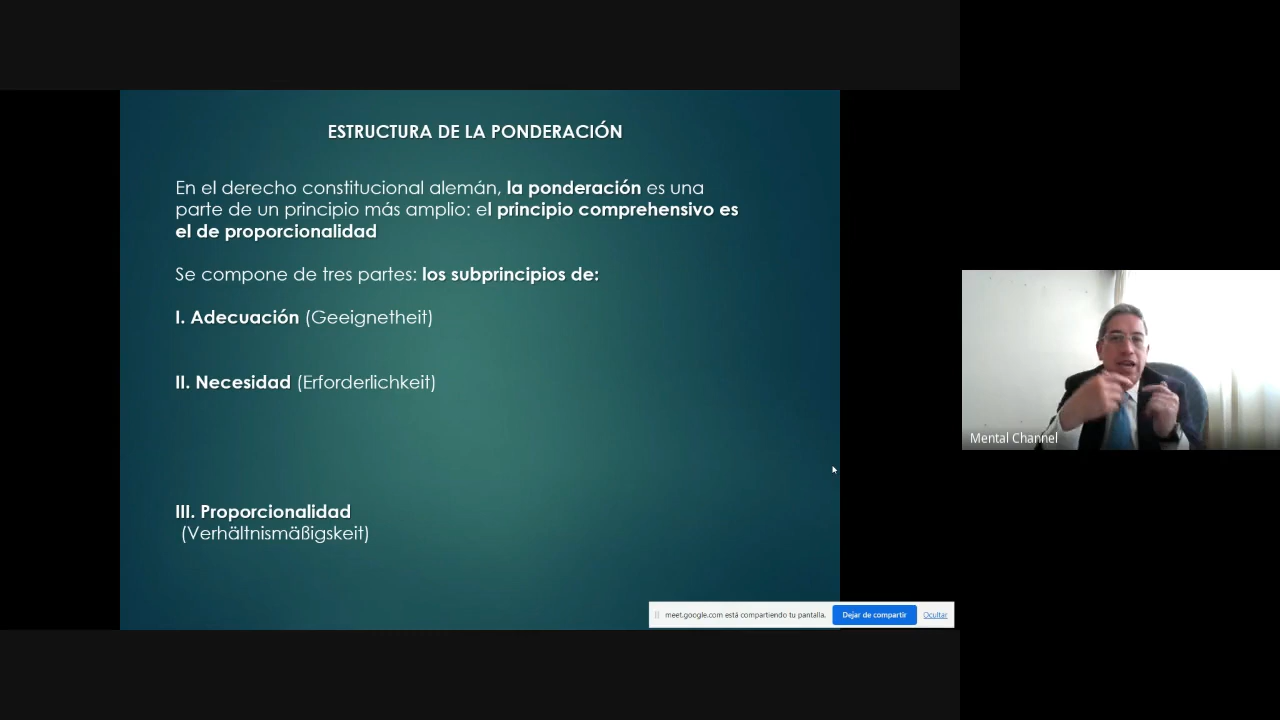 ESTRUCTURA DE LA PONDERACIÓN
En el derecho constitucional alemán, la ponderación es una
parte de un principio más amplio: el principio comprehensivo es
el de proporcionalidad
Se compone de tres partes: los subprincipios de:
I. Adecuación (Geeignetheit)
II. Necesidad (Erforderlichkeit)
III. Proporcionalidad
(Verhältnismäßigskeit)
Mental Channel
meet.google.com está compartiendo tu pantalla.
Dejar de compartir
Ocultar